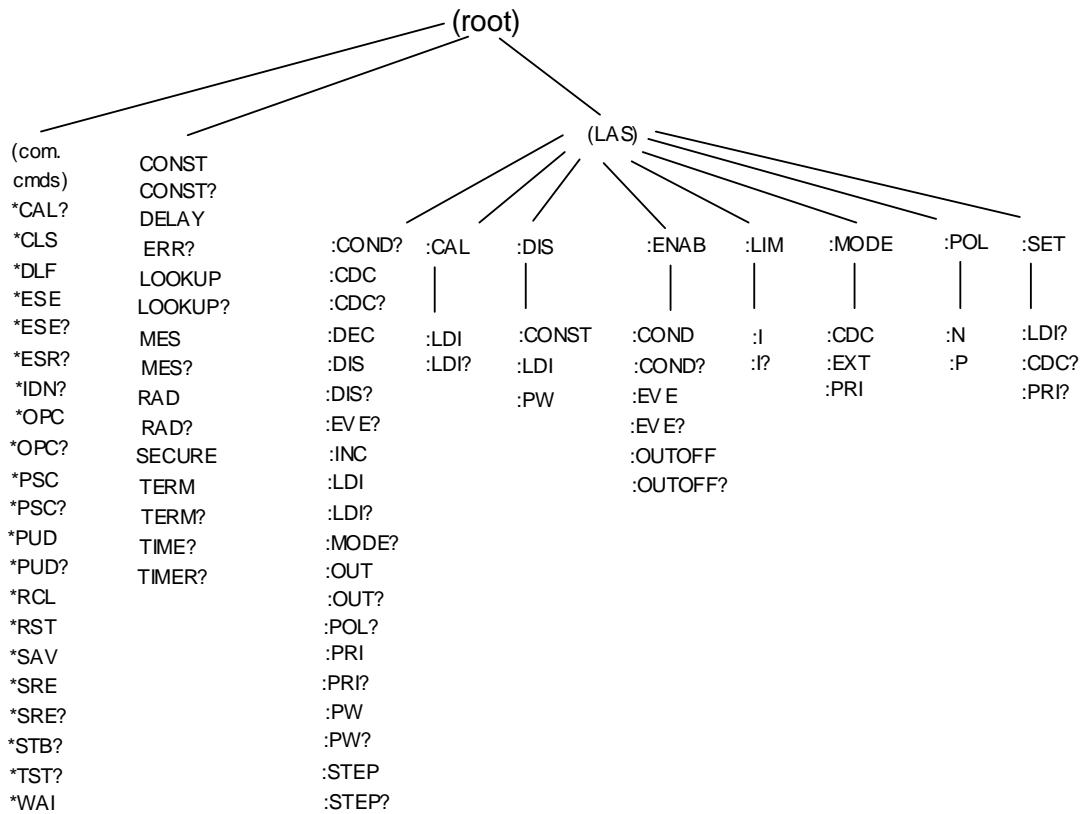 (root)
(LAS)
(com.
cmds)
*CAL?
*CLS
*DLF
*ESE
*ESE?
*ESR?
*IDN?
*OPC
*OPC?
*PSC
*PSC?
*PUD
*PUD?
*RCL
*RST
*SAV
*SRE
*SRE?
*STB?
*TST?
*WAI
CONST
CONST?
DELAY
ERR?
LOOKUP
LOOKUP?
MES
MES?
RAD
RAD?
SECURE
TERM
TERM?
TIME?
TIMER?
:COND?
:CDC
:CDC?
:DEC
:DIS
:DIS?
:EVE?
:INC
:LDI
:LDI?
:MODE?
:OUT
:OUT?
:POL?
:PRI
:PRI?
:PW
:PW?
:STEP
:STEP?
:CAL
:LDI
:LDI?
:DIS
:CONST
:LDI
:PW
:ENAB
:COND
:COND?
:EVE
:EVE?
:OUTOFF
:OUTOFF?
:LIM
:I
:I?
:MODE
:CDC
:EXT
:PRI
:POL
:N
:P
:SET
:LDI?
:CDC?
:PRI?